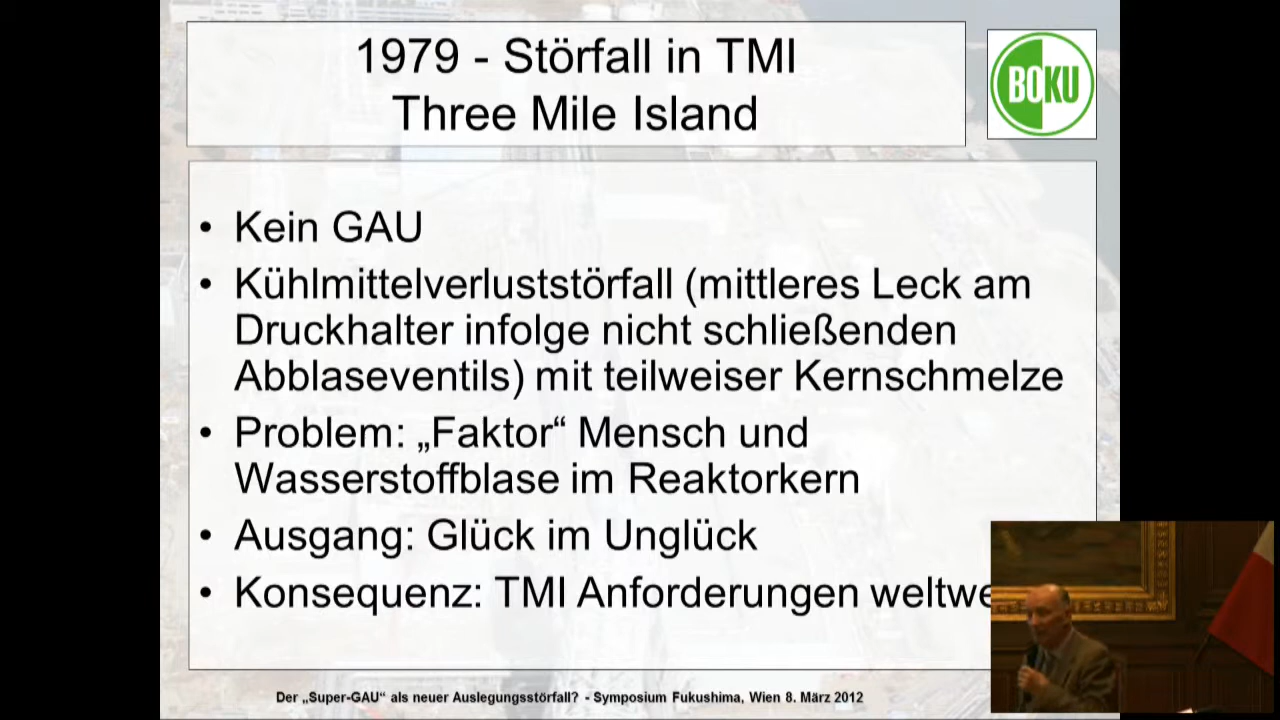 1979 - Störfall in TMI
Three Mile Island
BOKU
• Kein GAU
• Kühlmittelverluststörfall (mittleres Leck am
Druckhalter infolge nicht schließenden
Abblaseventils) mit teilweiser Kernschmelze
• Problem: „Faktor“ Mensch und
Wasserstoffblase im Reaktorkern
• Ausgang: Glück im Unglück
• Konsequenz: TMI Anforderungen
Der „Super-GAU“ als neuer Auslegungsstörfall? - Symposium Fukushima, Wien 8. März 2012